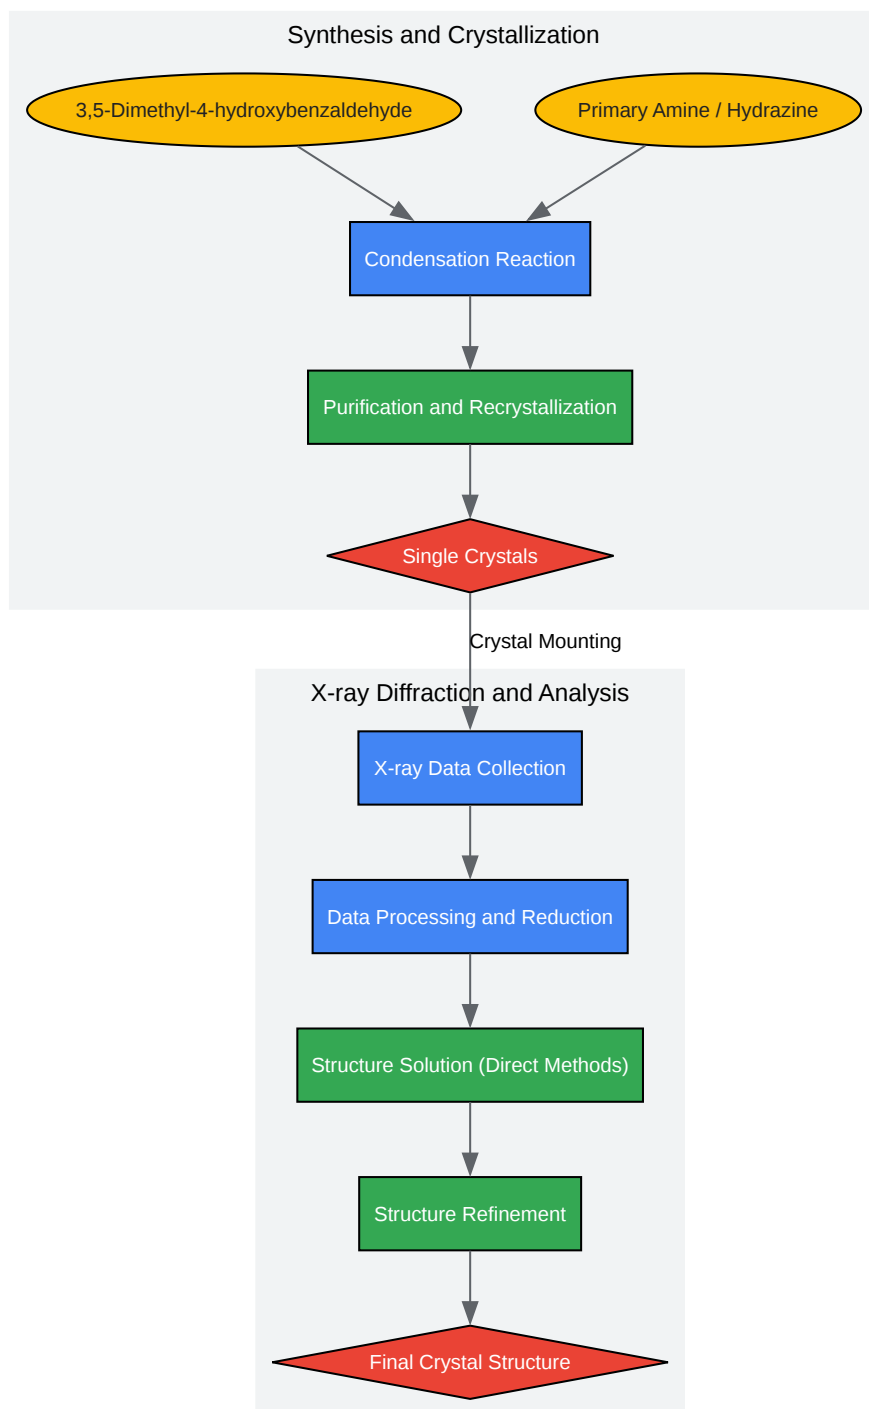 Synthesis and Crystallization
3,5-Dimethyl-4-hydroxybenzaldehyde
Primary Amine / Hydrazine
Condensation Reaction
Purification and Recrystallization
Single Crystals
Crystal Mounting
X-ray Diffraction and Analysis
X-ray Data Collection
Data Processing and Reduction
Structure Solution (Direct Methods)
Structure Refinement
Final Crystal Structure